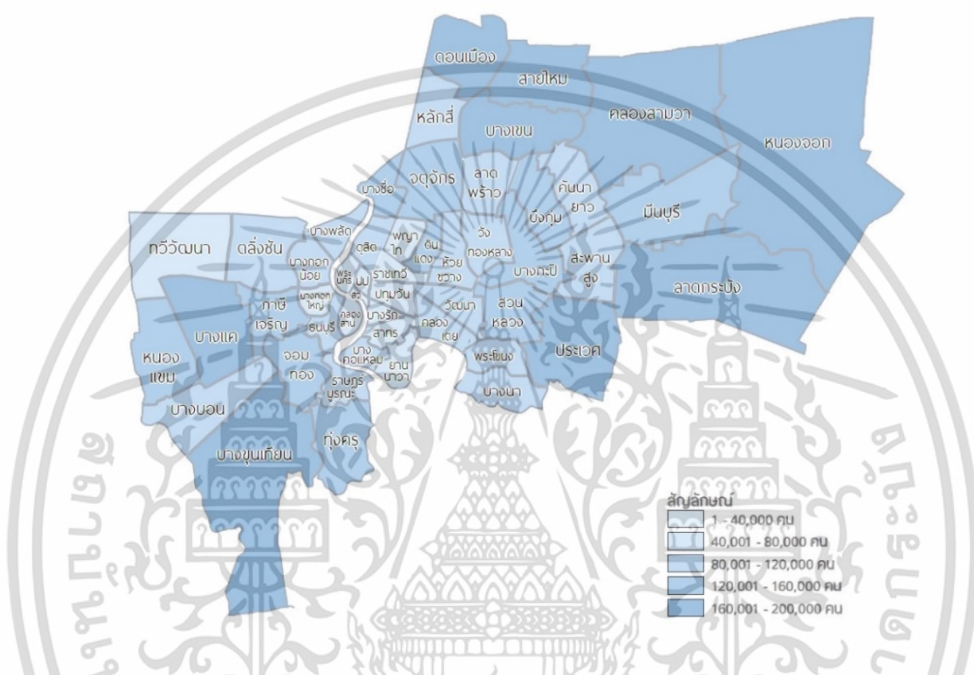 ดอนเมือง
สายไหม
คลองสามวา
หนองจอก
หลักสี่
บางเขน
จตุจักร
ลาด
พร้าว
บางซื่อ
คันนา
ยาว
บึงกุ่ม
มีนบุรี
ทวีวัฒนา
ตลิ่งชัน
บางพลัด
ดุสิต
พญา
ไท
ดิน
แดง
ห้วย
ขวาง
วัง
ทองหลาง
บางกะปิ
สะพาน
สูง
ลาดกระบัง
บางกอก
น้อย
พระ
นคร
ราชเทวี
ปทุมวัน
บางกอก
ใหญ่
คลอง
สาน
บางรัก
สาทร
วัฒนา
คลอง
เตย
สวน
หลวง
ประเวศ
พระโขนง
บางนา
ภาษี
เจริญ
ธนบุรี
บางแค
หนอง
แขม
จอม
ทอง
บาง
คอแหลม
ยาน
นาวา
ราษฎร์
บูรณะ
บางบอน
ทุ่งครุ
บางขุนเทียน
สัญลักษณ์
1 - 40,000 คน
40,001 - 80,000 คน
80,001 - 120,000 คน
120,001 - 160,000 คน
160,001 - 200,000 คน